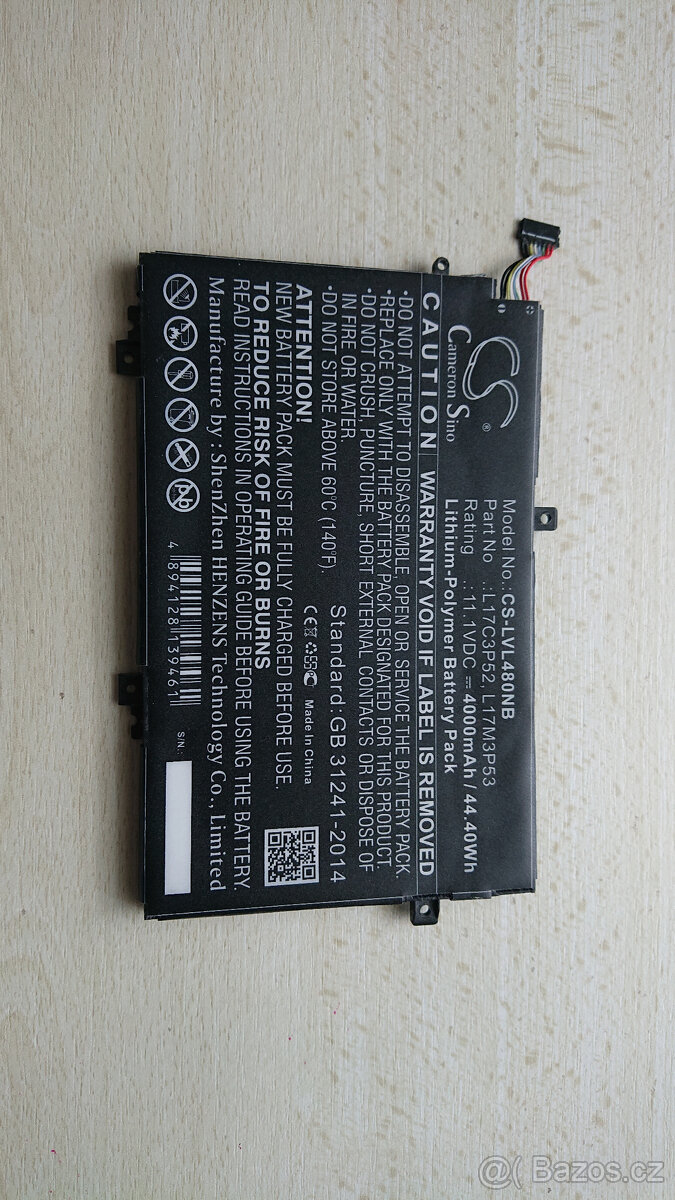 CS®
Cameron Sino
Model No.: CS-LVL480NB
Part No .: L17C3P52, L17M3P53
Rating .: 11.1VDC ⎓ 4000mAh / 44.40Wh
Lithium-Polymer Battery Pack
CAUTION WARRANTY VOID IF LABEL IS REMOVED
•DO NOT ATTEMPT TO DISASSEMBLE, OPEN OR SERVICE THE BATTERY PACK.
•REPLACE ONLY WITH THE BATTERY PACK DESIGNATED FOR THIS PRODUCT.
•DO NOT CRUSH, PUNCTURE, SHORT EXTERNAL CONTACTS OR DISPOSE OF
IN FIRE OR WATER.
•DO NOT STORE ABOVE 60°C (140°F).
Standard: GB 31241-2014
ATTENTION!
CE
Made in China
NEW BATTERY PACK MUST BE FULLY CHARGED BEFORE USE.
TO REDUCE RISK OF FIRE OR BURNS
READ INSTRUCTIONS IN OPERATING GUIDE BEFORE USING THE BATTERY.
Manufacture by: ShenZhen HENZENS Technology Co., Limited
Pb
4 894128 139461
S/N.:
@( Bazos.cz